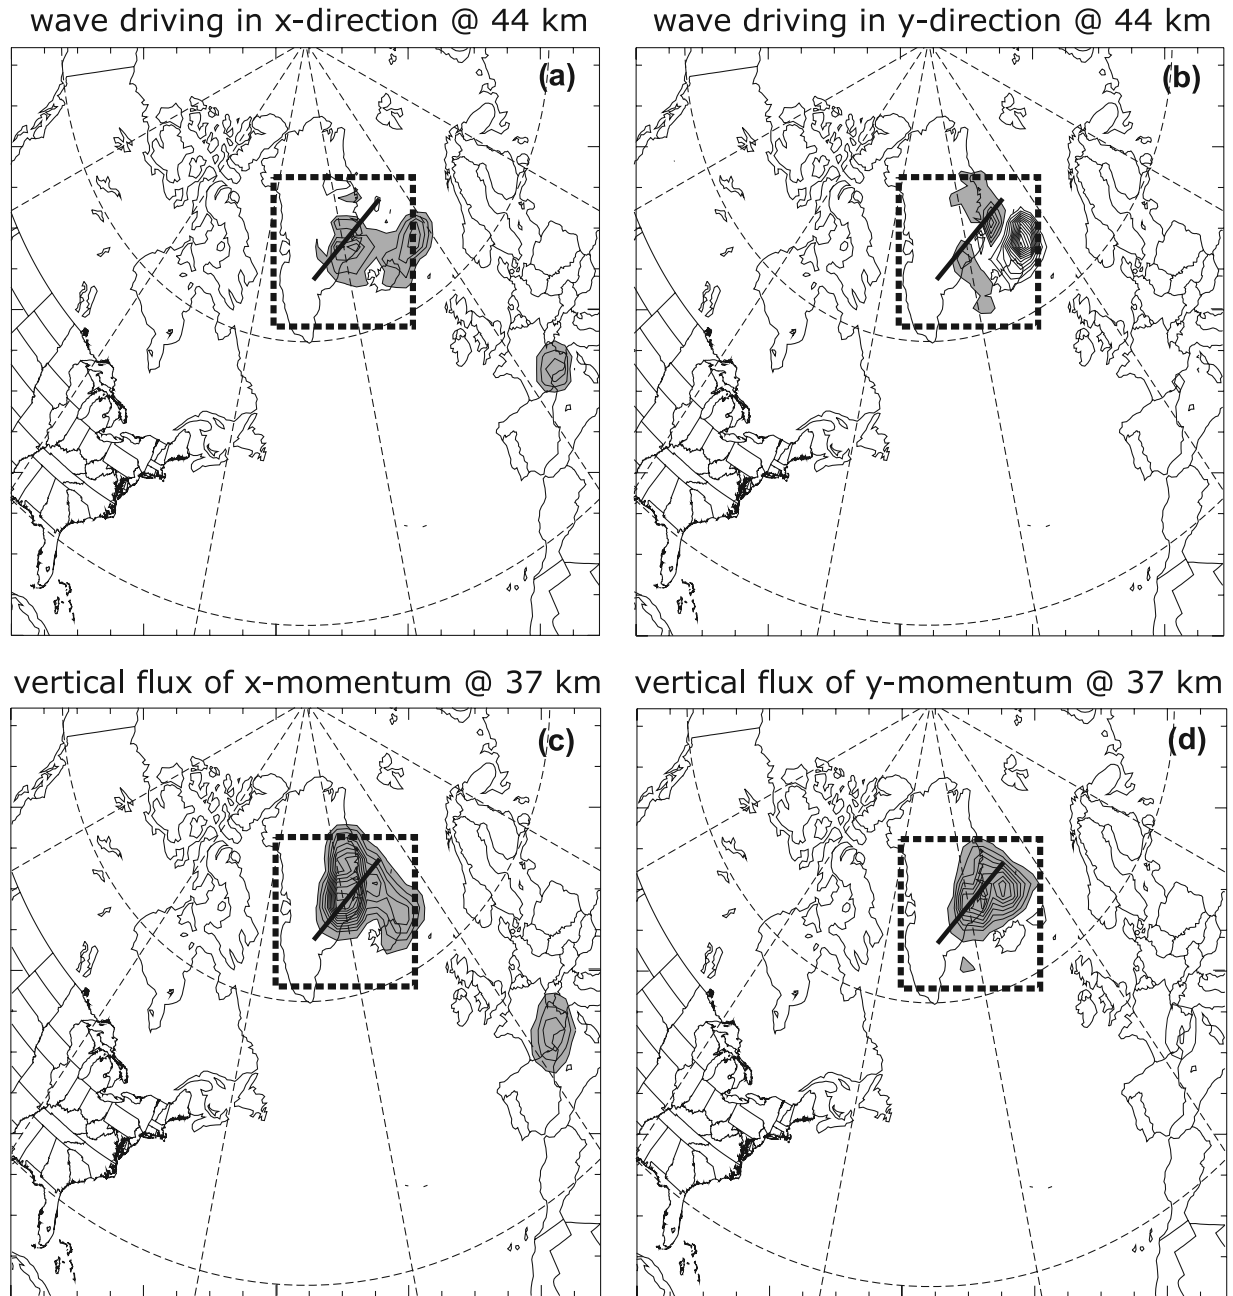 wave driving in x-direction @ 44 km
wave driving in y-direction @ 44 km
(a)
(b)
vertical flux of x-momentum @ 37 km
vertical flux of y-momentum @ 37 km
(c)
(d)